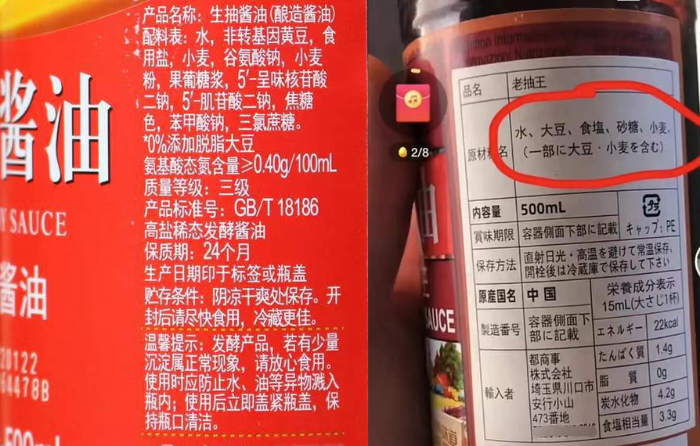 酱油
W SAUCE
酱油
20122
64478B
500ml
产品名称：生抽酱油(酿造酱油)
配料表：水，非转基因黄豆，食
用盐，小麦，谷氨酸钠，小麦
粉，果葡糖浆，5′-呈味核苷酸
二钠，5′-肌苷酸二钠，焦糖
色，苯甲酸钠，三氯蔗糖。
*0%添加脱脂大豆
氨基酸态氮含量≥0.40g/100mL
质量等级：三级
产品标准号：GB/T 18186
高盐稀态发酵酱油
保质期：24个月
生产日期印于标签或瓶盖
贮存条件：阴凉干爽处保存。开
封后请尽快食用，冷藏更佳。
温馨提示：发酵产品，若有少量
沉淀属正常现象，请放心食用。
使用时应防止水、油等异物溅入
瓶内；使用后立即盖紧瓶盖，保
持瓶口清洁。
2/8
油
SAUCE
品名 老抽王
原材料名 水、大豆、食塩、砂糖、小麦、
(一部に大豆・小麦を含む)
内容量 500mL
賞味期限 容器側面下部に記載
キャップ: PE
保存方法 直射日光・高温を避けて常温保存、
開栓後は冷蔵庫で保存して下さい
原産国名 中国
製造番号 容器側面下部に記載
輸入者 都商事
株式会社
埼玉県川口市
安行小山
473番地
栄養成分表示
15mL(大さじ1杯)
エネルギー 22kcal
たんぱく質 1.4g
脂質 0g
炭水化物 4.2g
食塩相当量 3.3g